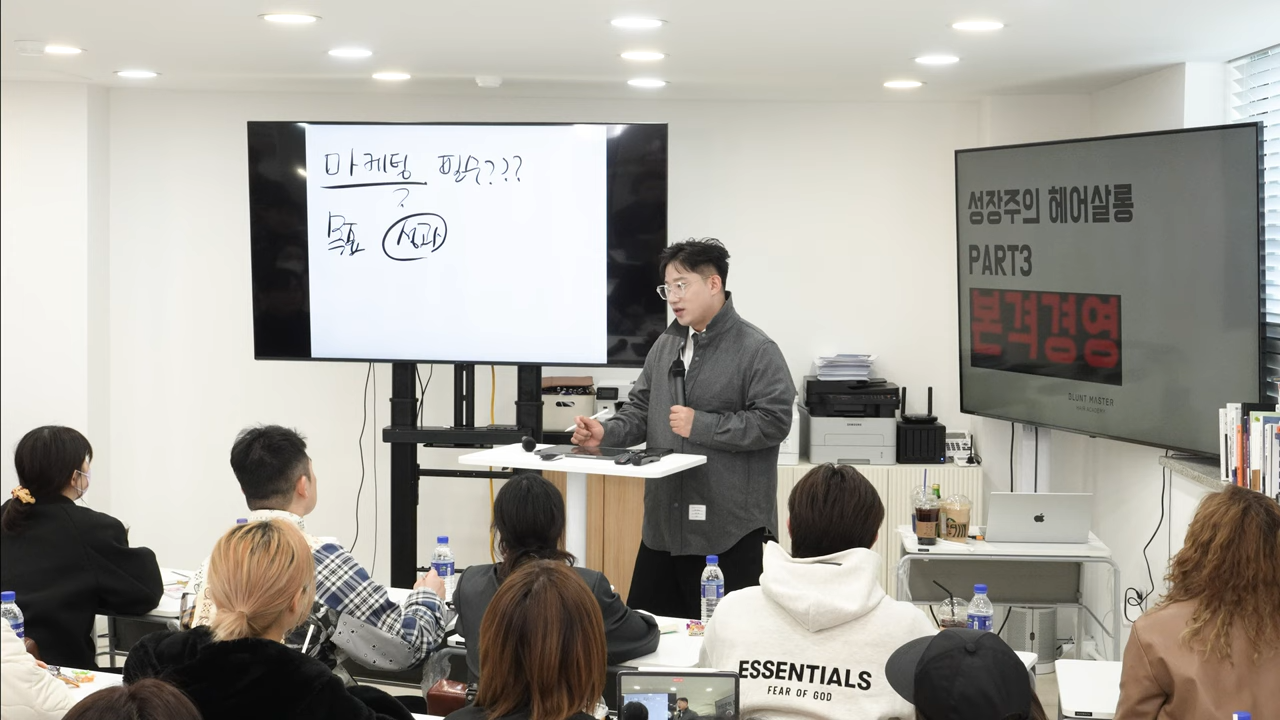 마케팅 필수???
?
목표 성과
성장주의 헤어살롱
PART3
본격경영
BLUNT MASTER
HAIR ACADEMY
SAMSUNG
ESSENTIALS
FEAR OF GOD